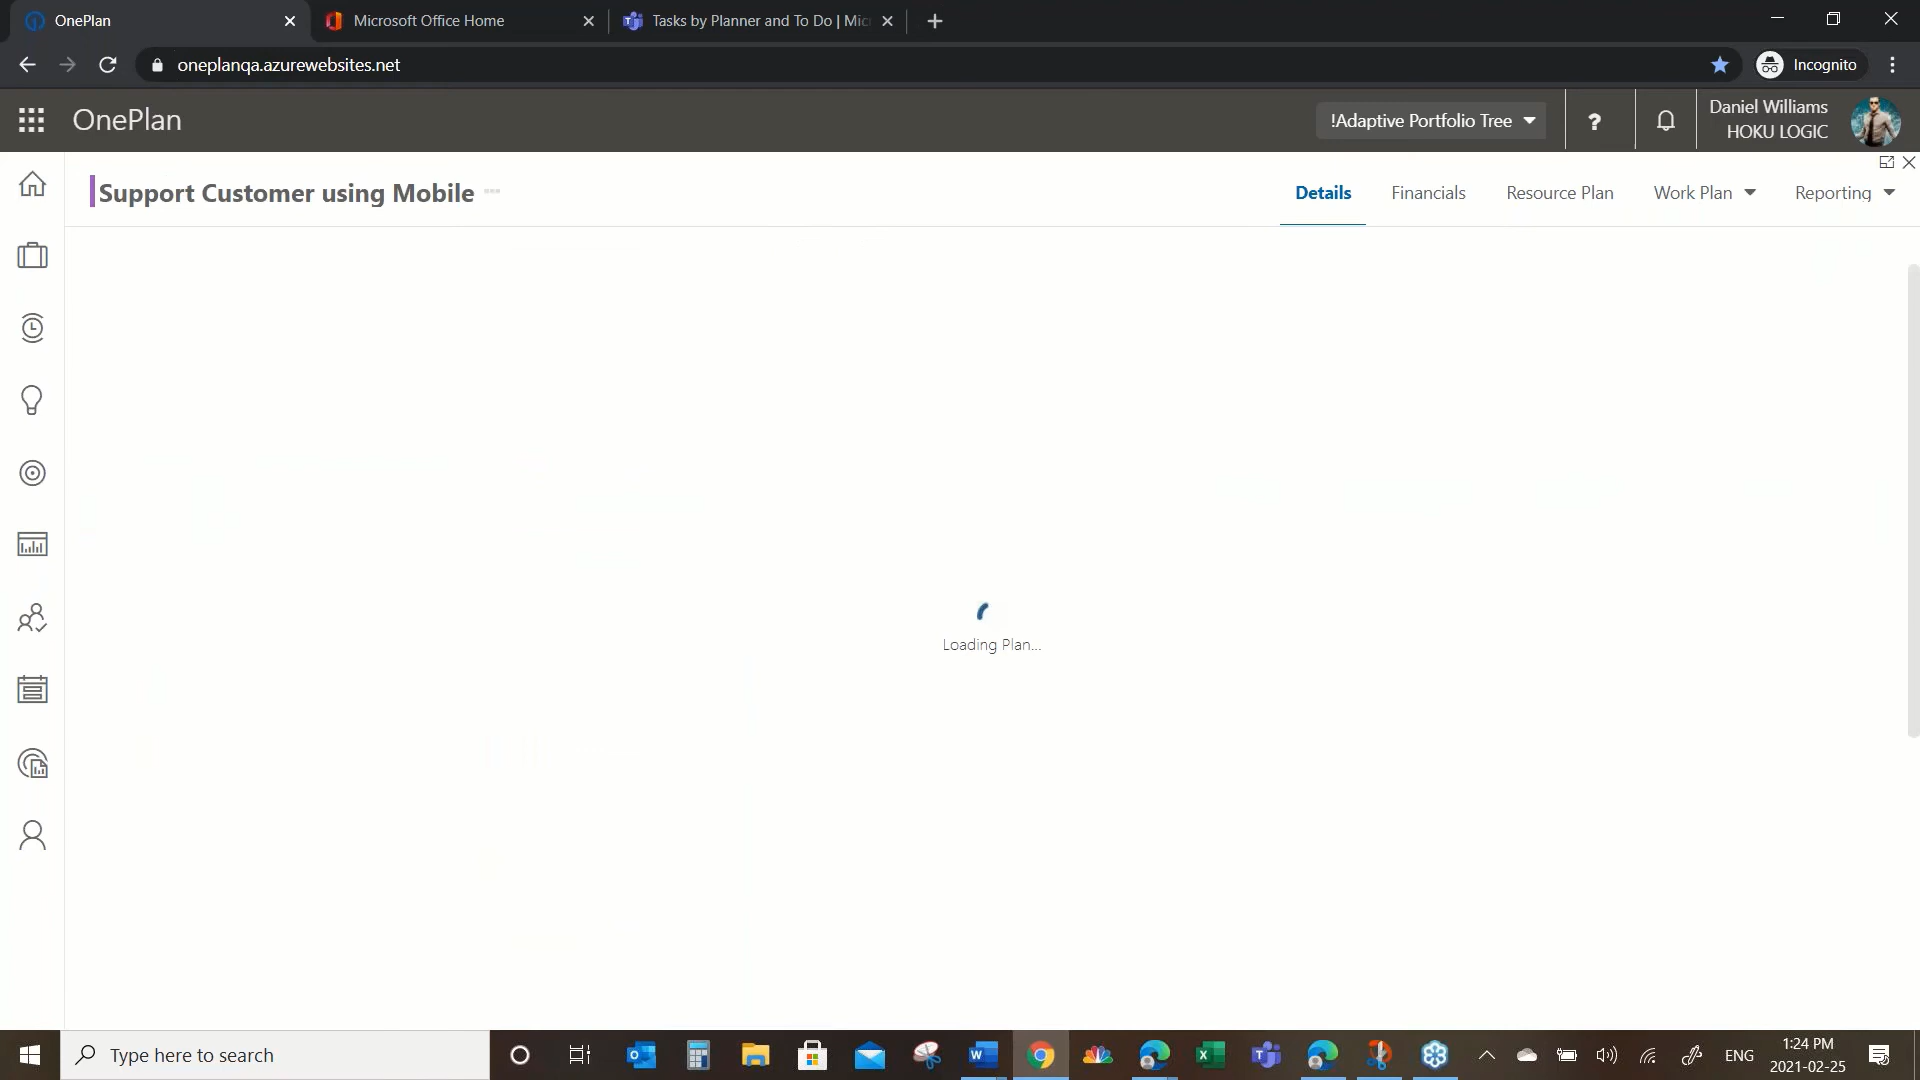 OnePlan
Microsoft Office Home
Tasks by Planner and To Do | Mic
oneplanqa.azurewebsites.net
Incognito
OnePlan
!Adaptive Portfolio Tree
?
Daniel Williams
HOKU LOGIC
Support Customer using Mobile
Details
Financials
Resource Plan
Work Plan
Reporting
Loading Plan...
Type here to search
ENG
1:24 PM
2021-02-25